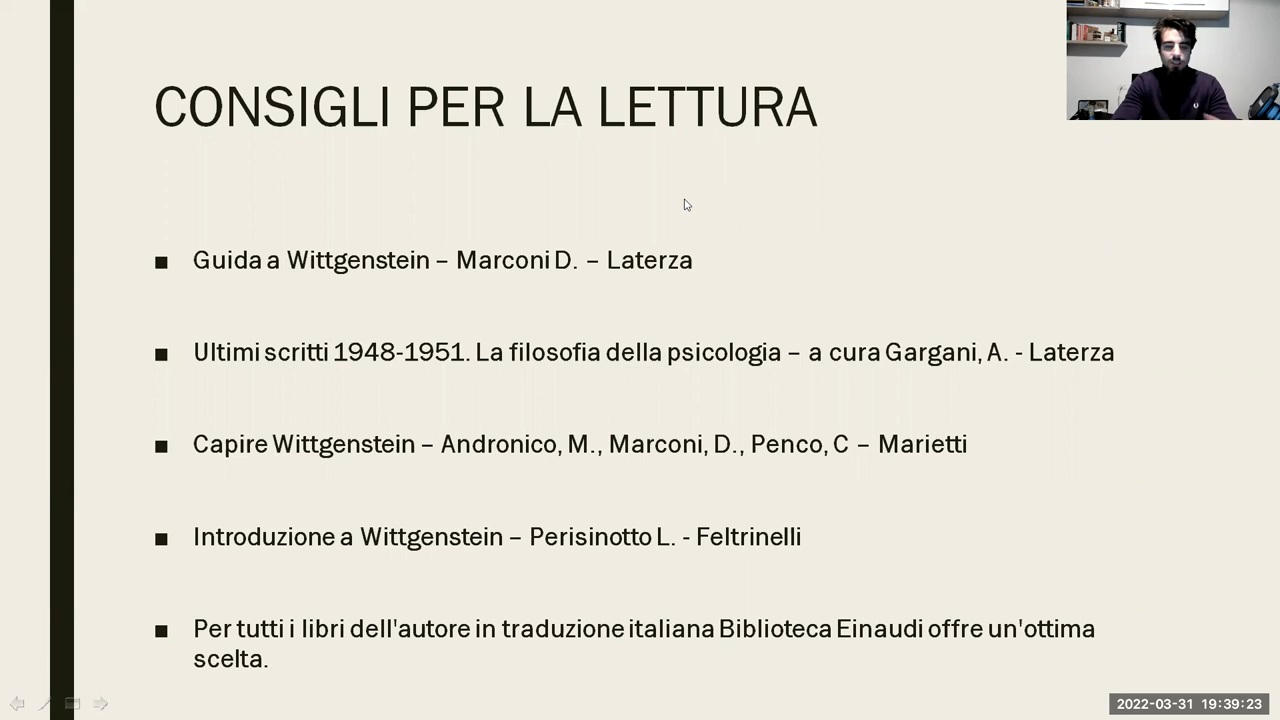 CONSIGLI PER LA LETTURA
■ Guida a Wittgenstein – Marconi D. – Laterza
■ Ultimi scritti 1948-1951. La filosofia della psicologia – a cura Gargani, A. - Laterza
■ Capire Wittgenstein – Andronico, M., Marconi, D., Penco, C – Marietti
■ Introduzione a Wittgenstein – Perisinotto L. - Feltrinelli
■ Per tutti i libri dell'autore in traduzione italiana Biblioteca Einaudi offre un'ottima
scelta.
2022-03-31 19:39:23